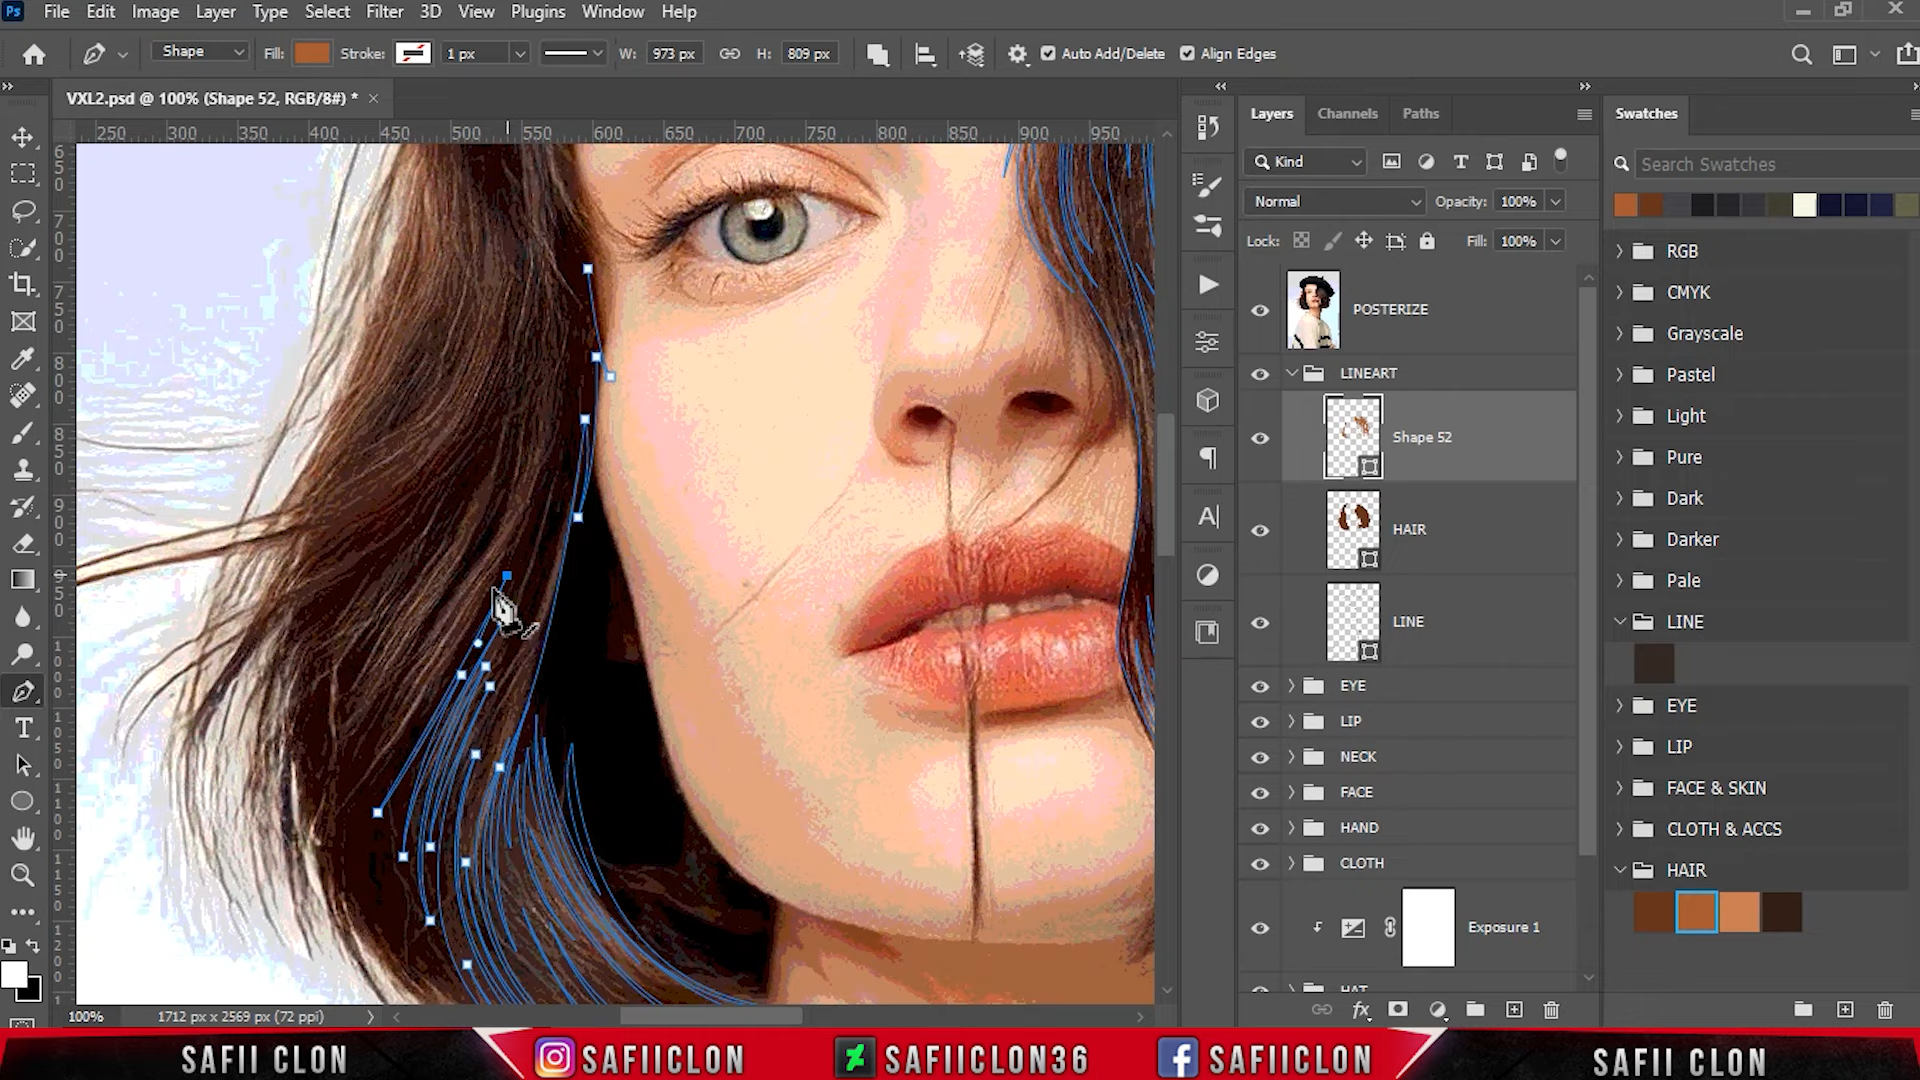 Ps File Edit Image Layer Type Select Filter 3D View Plugins Window Help
Shape Fill: Stroke: 1 px W: 973 px H: 809 px Auto Add/Delete Align Edges
VXL2.psd @ 100% (Shape 52, RGB/8#) *
Layers Channels Paths
Swatches
250 300 350 400 450 500 550 600 650 700 750 800 850 900 950
Kind
Search Swatches
Normal Opacity: 100%
Lock: Fill: 100%
RGB
CMYK
POSTERIZE
Grayscale
LINEART
Pastel
Light
Shape 52
Pure
Dark
HAIR
Darker
Pale
LINE
LINE
EYE
EYE
LIP
LIP
NECK
FACE & SKIN
FACE
HAND
CLOTH & ACCS
CLOTH
HAIR
Exposure 1
HAT
100% 1712 px x 2569 px (72 ppi)
SAFII CLON SAFIICLON SAFIICLON36 SAFIICLON SAFII CLON